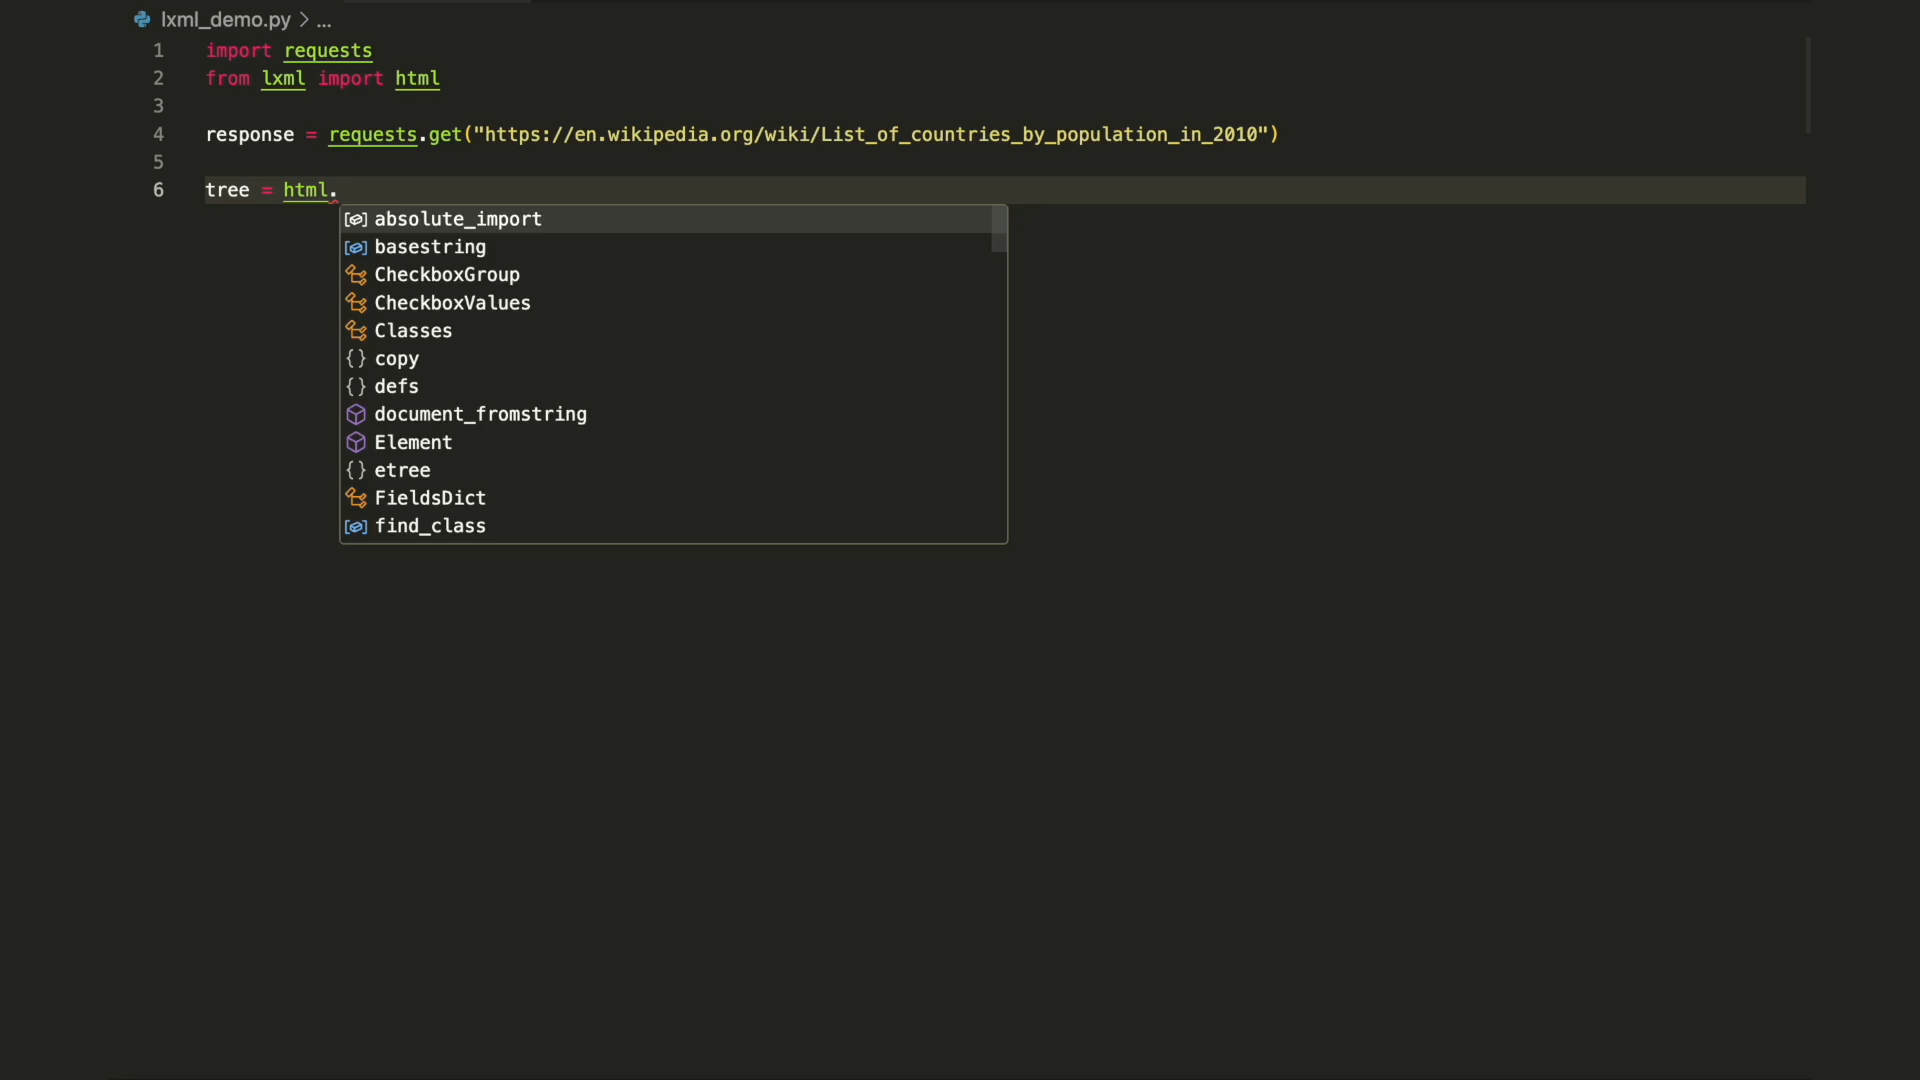 lxml_demo.py > ...
1 import requests
2 from lxml import html
3
4 response = requests.get("https://en.wikipedia.org/wiki/List_of_countries_by_population_in_2010")
5
6 tree = html.
absolute_import
basestring
CheckboxGroup
CheckboxValues
Classes
{} copy
{} defs
document_fromstring
Element
{} etree
FieldsDict
find_class